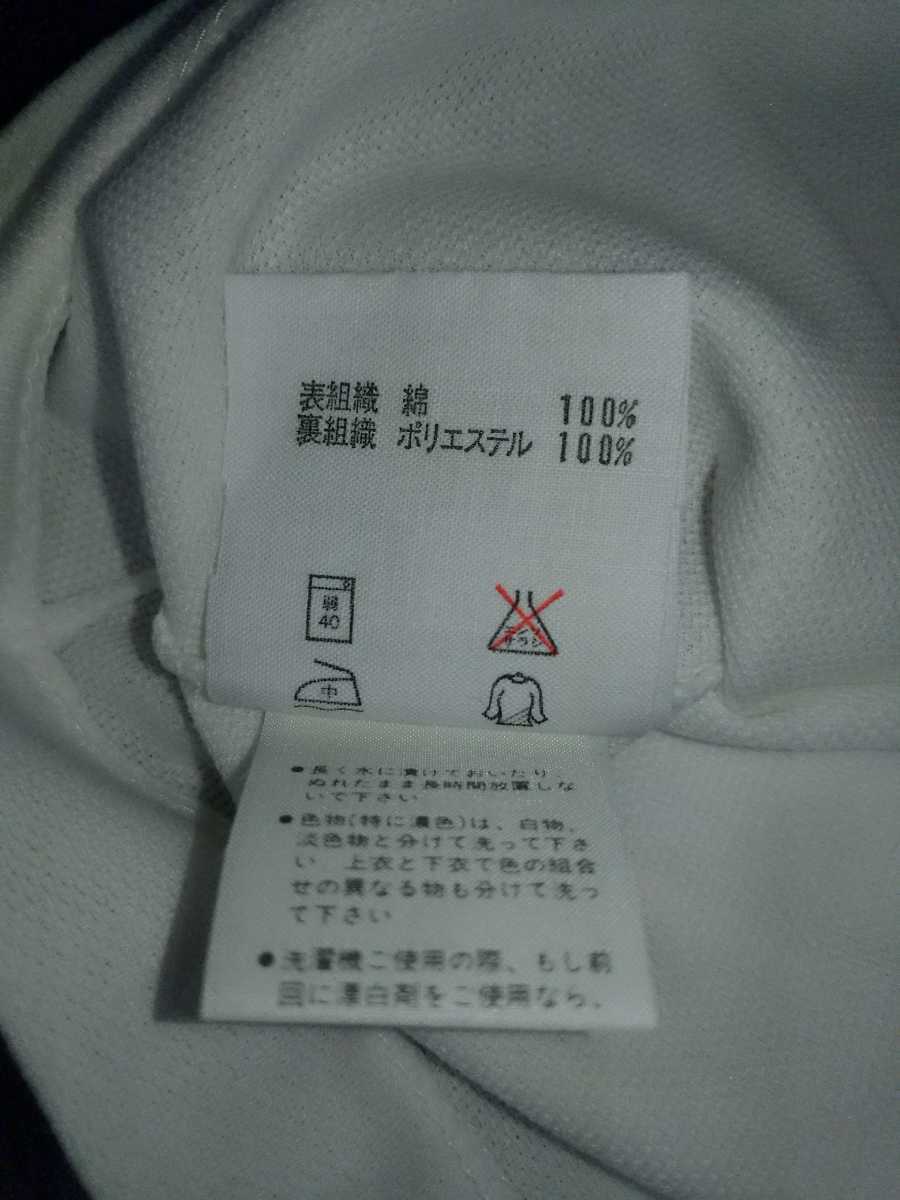 表組織 綿 100%
裏組織 ポリエステル 100%
弱
40
エンソ
サラシ
中
●長く水に漬けておいたり
ぬれたまま長時間放置しな
いで下さい
●色物(特に濃色)は、白物、
淡色物と分けて洗って下さ
い 上衣と下衣で色の組合
せの異なる物も分けて洗っ
て下さい
●洗濯機ご使用の際、もし前
回に漂白剤をご使用なら、